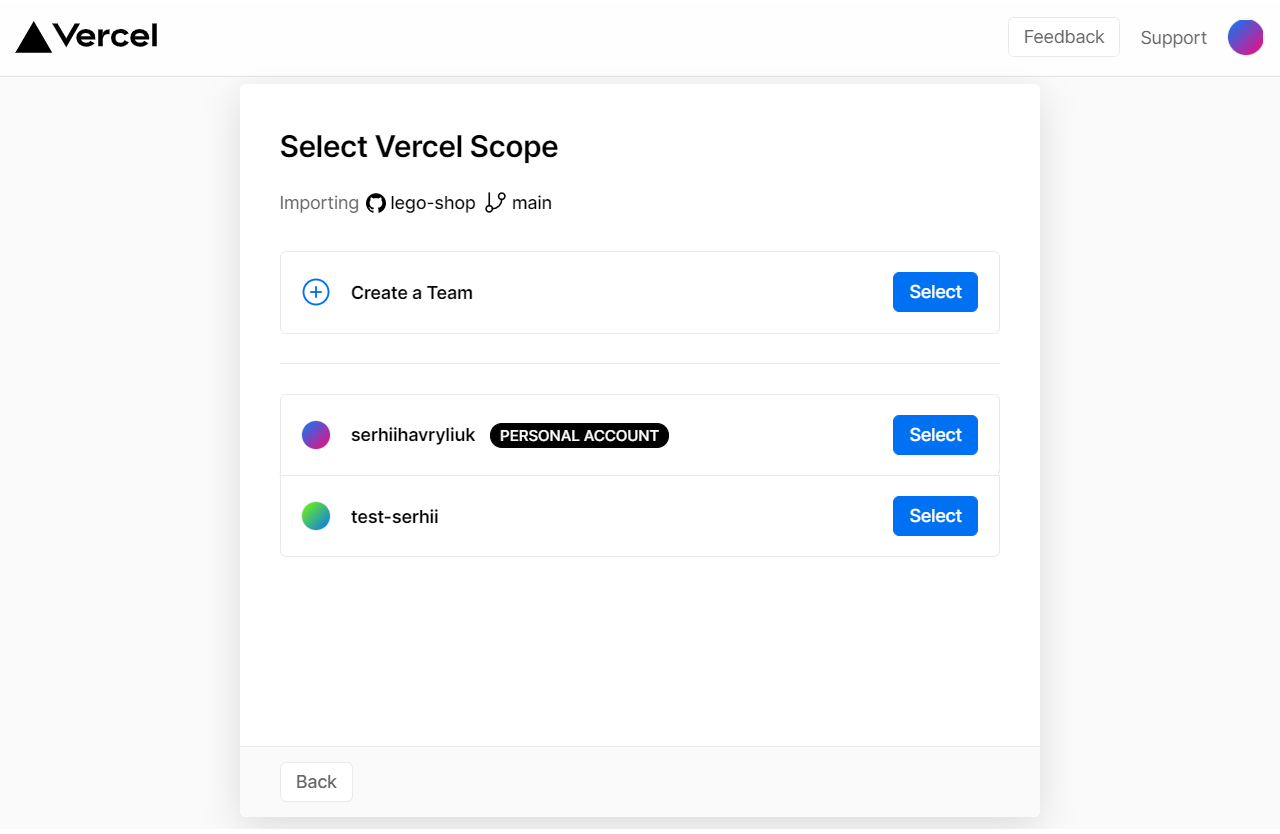 Vercel
Feedback
Support
Select Vercel Scope
Importing lego-shop main
Create a Team
Select
serhiihavryliuk PERSONAL ACCOUNT
Select
test-serhii
Select
Back